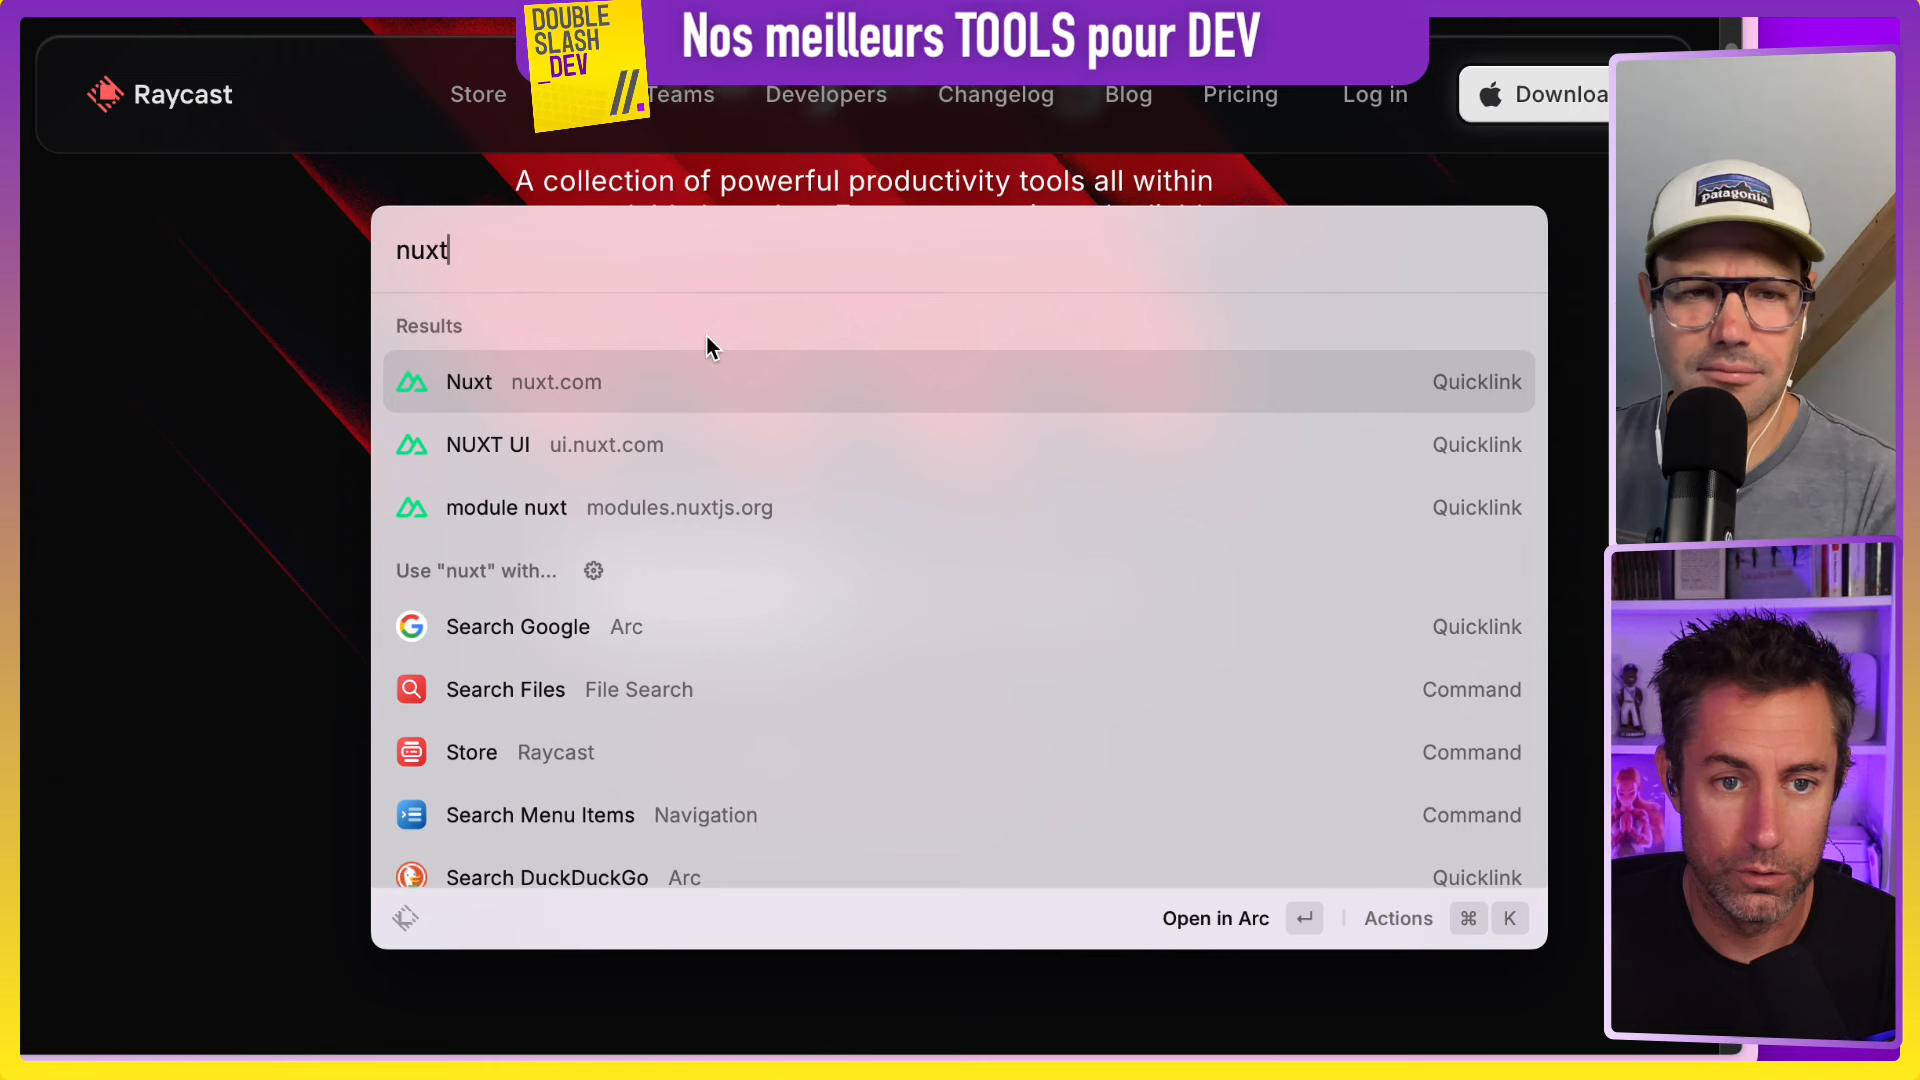 DOUBLE
SLASH
_DEV
//.
Nos meilleurs TOOLS pour DEV
Raycast
Store
Teams
Developers
Changelog
Blog
Pricing
Log in
Downloa
A collection of powerful productivity tools all within
nuxt
Results
Nuxt nuxt.com Quicklink
NUXT UI ui.nuxt.com Quicklink
module nuxt modules.nuxtjs.org Quicklink
Use "nuxt" with...
Search Google Arc Quicklink
Search Files File Search Command
Store Raycast Command
Search Menu Items Navigation Command
Search DuckDuckGo Arc Quicklink
Open in Arc
Actions ⌘ K
patagonia